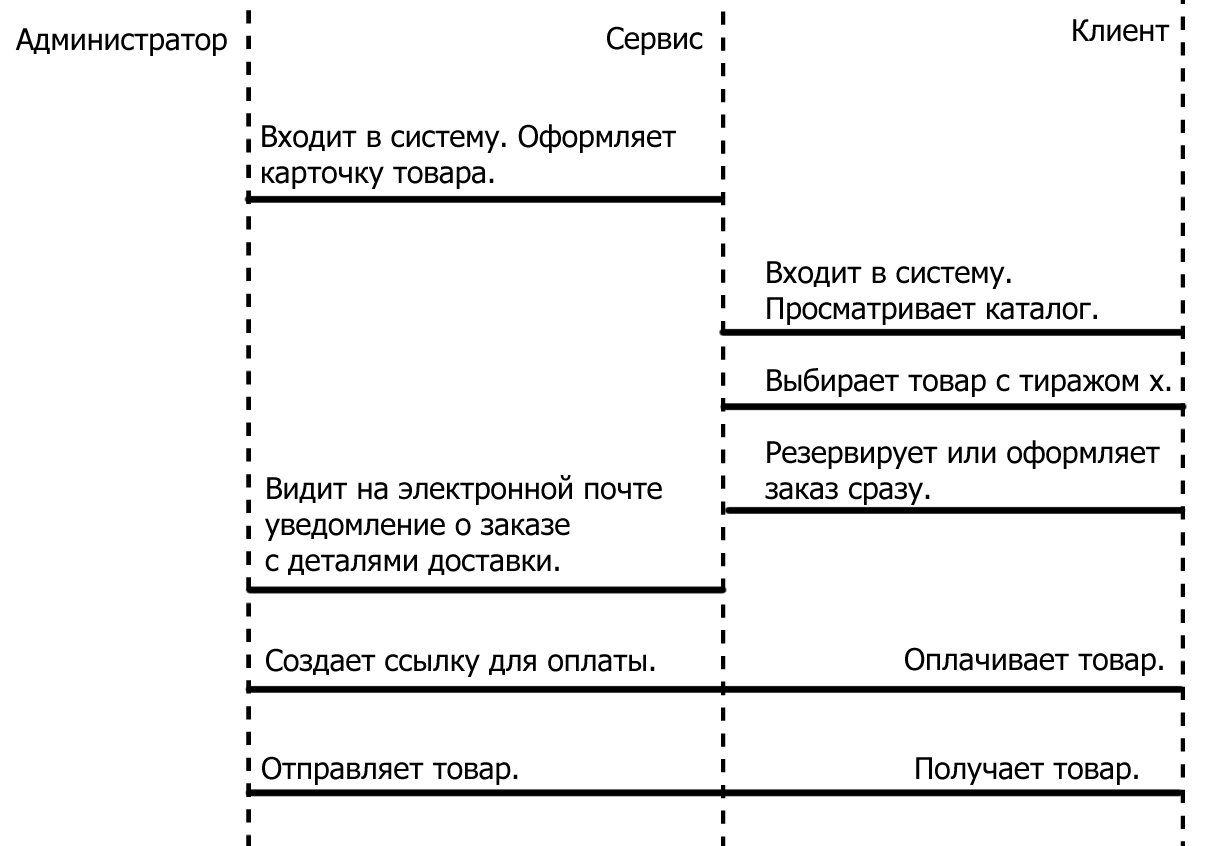 Администратор
Сервис
Клиент
Входит в систему. Оформляет
карточку товара.
Входит в систему.
Просматривает каталог.
Выбирает товар с тиражом x.
Резервирует или оформляет
заказ сразу.
Видит на электронной почте
уведомление о заказе
с деталями доставки.
Создает ссылку для оплаты.
Оплачивает товар.
Отправляет товар.
Получает товар.